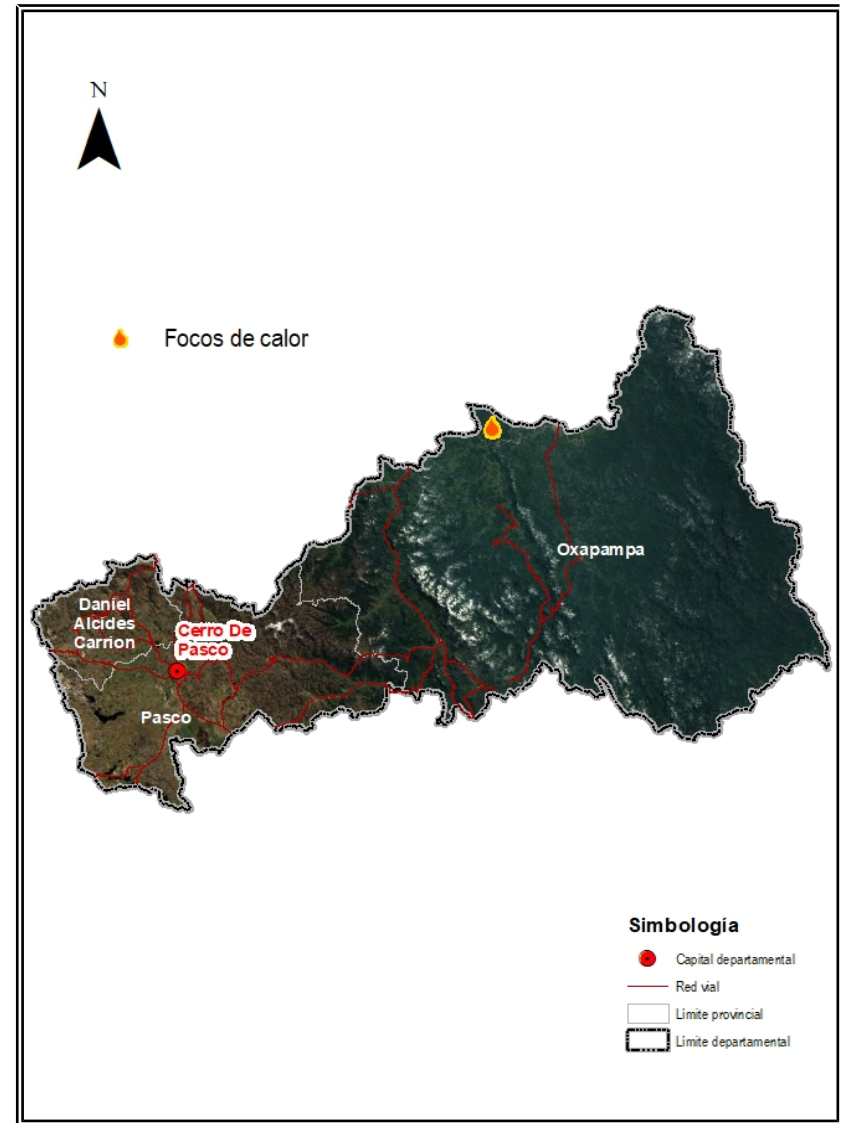 N
Focos de calor
Oxapampa
Daniel
Alcides
Carrion
Cerro De
Pasco
Pasco
Simbología
Capital departamental
Red vial
Limite provincial
Limite departamental